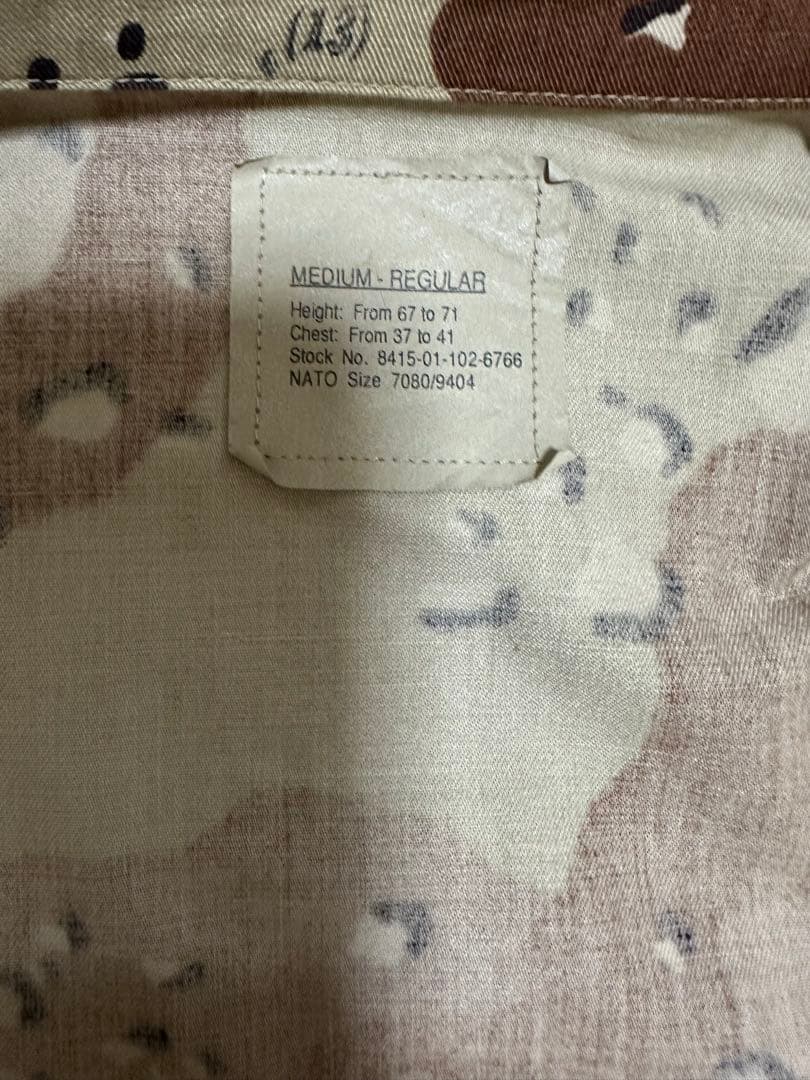 (13)
MEDIUM - REGULAR
Height: From 67 to 71
Chest: From 37 to 41
Stock No. 8415-01-102-6766
NATO Size 7080/9404